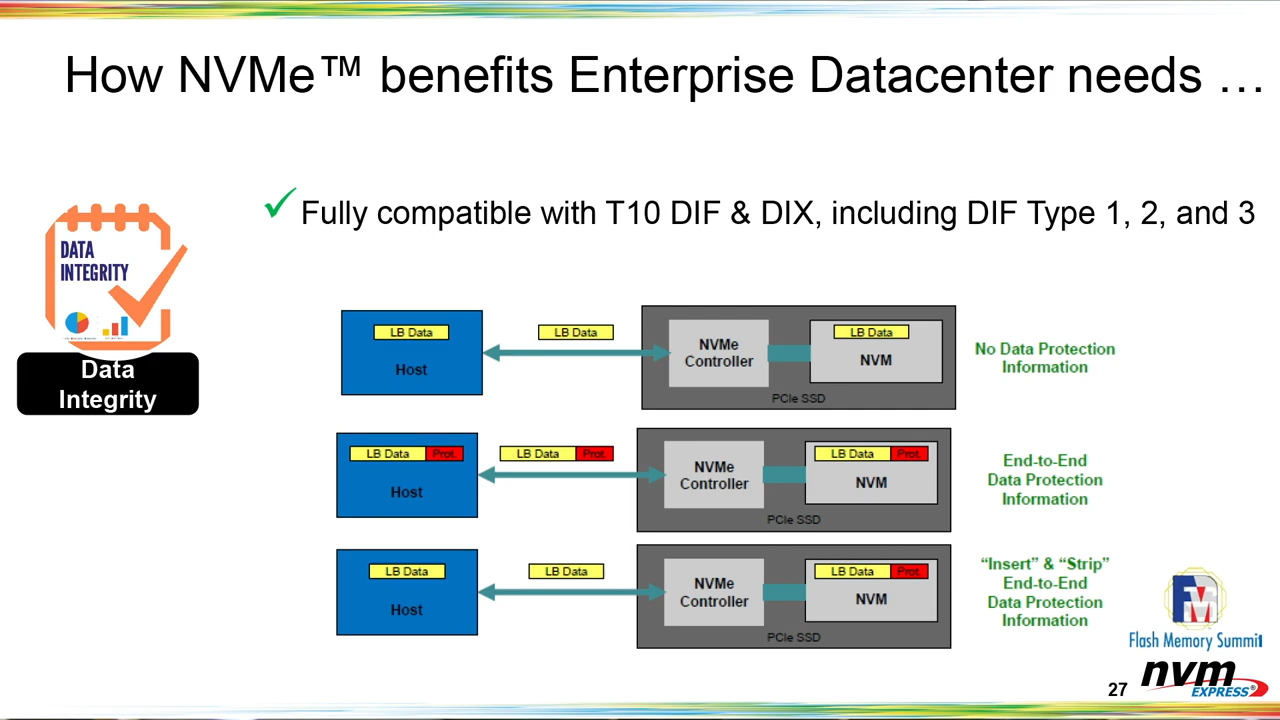 How NVMe™ benefits Enterprise Datacenter needs …
✓ Fully compatible with T10 DIF & DIX, including DIF Type 1, 2, and 3
DATA
INTEGRITY
Data
Integrity
LB Data
Host
LB Data
NVMe
Controller
LB Data
NVM
PCIe SSD
No Data Protection
Information
LB Data Prot.
Host
LB Data Prot.
NVMe
Controller
LB Data Prot.
NVM
PCIe SSD
End-to-End
Data Protection
Information
LB Data
Host
LB Data
NVMe
Controller
LB Data Prot.
NVM
PCIe SSD
“Insert” & “Strip”
End-to-End
Data Protection
Information
FMS
Flash Memory Summit
27
nvm
EXPRESS®